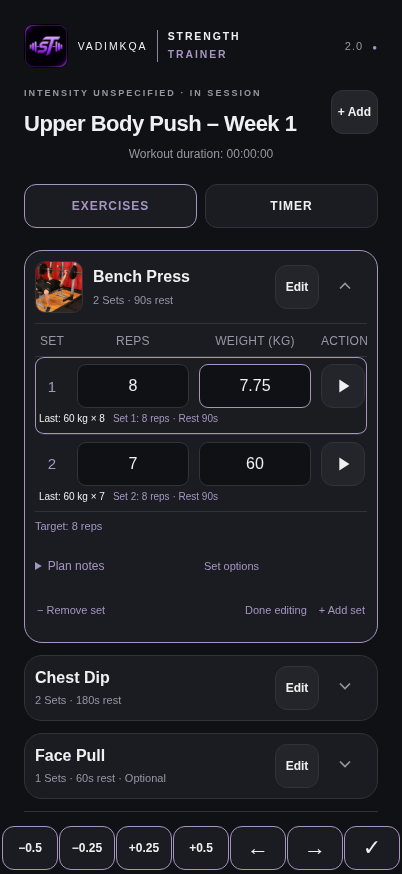 VADIMKQA
STRENGTH
TRAINER
2.0
INTENSITY UNSPECIFIED · IN SESSION
Upper Body Push – Week 1
+ Add
Workout duration: 00:00:00
EXERCISES
TIMER
Bench Press
2 Sets · 90s rest
Edit
SET REPS WEIGHT (KG) ACTION
1 8 7.75
Last: 60 kg × 8 Set 1: 8 reps · Rest 90s
2 7 60
Last: 60 kg × 7 Set 2: 8 reps · Rest 90s
Target: 8 reps
Plan notes Set options
− Remove set Done editing + Add set
Chest Dip
2 Sets · 180s rest
Edit
Face Pull
1 Sets · 60s rest · Optional
Edit
−0.5 −0.25 +0.25 +0.5 ← → ✓